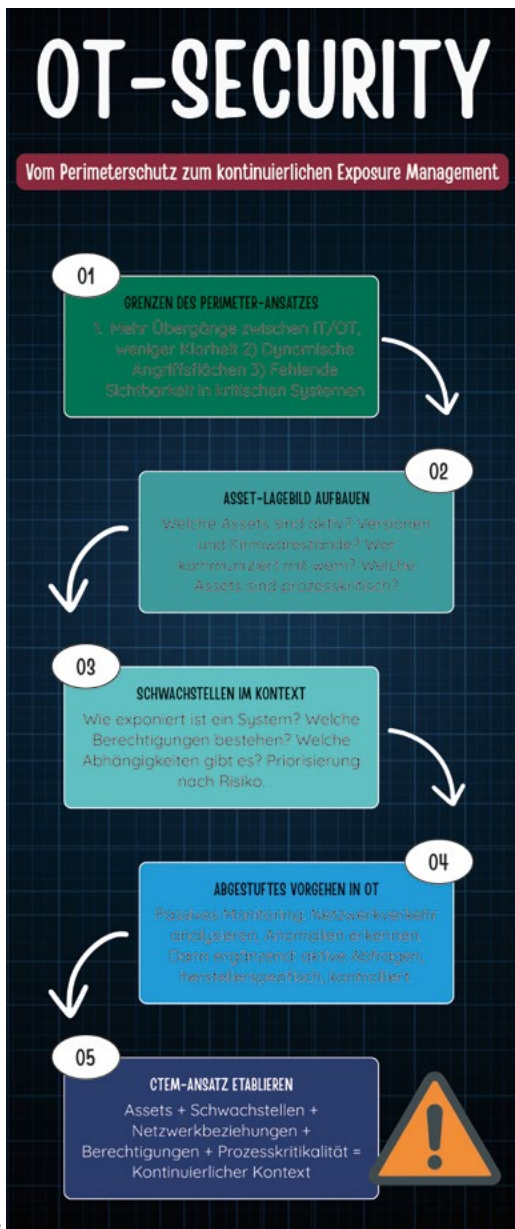 OT-SECURITY
Vom Perimeterschutz zum kontinuierlichen Exposure Management
01
GRENZEN DES PERIMETER-ANSATZES
1. Mehr Übergänge zwischen IT/OT,
weniger Klarheit 2) Dynamische
Angriffsflächen 3) Fehlende
Sichtbarkeit in kritischen Systemen
02
ASSET-LAGEBILD AUFBAUEN
Welche Assets sind aktiv? Versionen
und Firmwarestände? Wer
kommuniziert mit wem? Welche
Assets sind prozesskritisch?
03
SCHWACHSTELLEN IM KONTEXT
Wie exponiert ist ein System? Welche
Berechtigungen bestehen? Welche
Abhängigkeiten gibt es? Priorisierung
nach Risiko.
04
ABGESTUFTES VORGEHEN IN OT
Passives Monitoring: Netzwerkverkehr
analysieren, Anomalien erkennen.
Dann ergänzend: aktive Abfragen,
herstellerspezifisch, kontrolliert
05
CTEM-ANSATZ ETABLIEREN
Assets + Schwachstellen +
Netzwerkbeziehungen +
Berechtigungen + Prozesskritikalität =
Kontinuierlicher Kontext